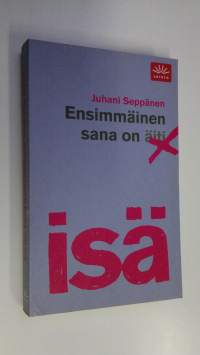 Juhani Seppänen
Ensimmäinen
sana on äiti
isä